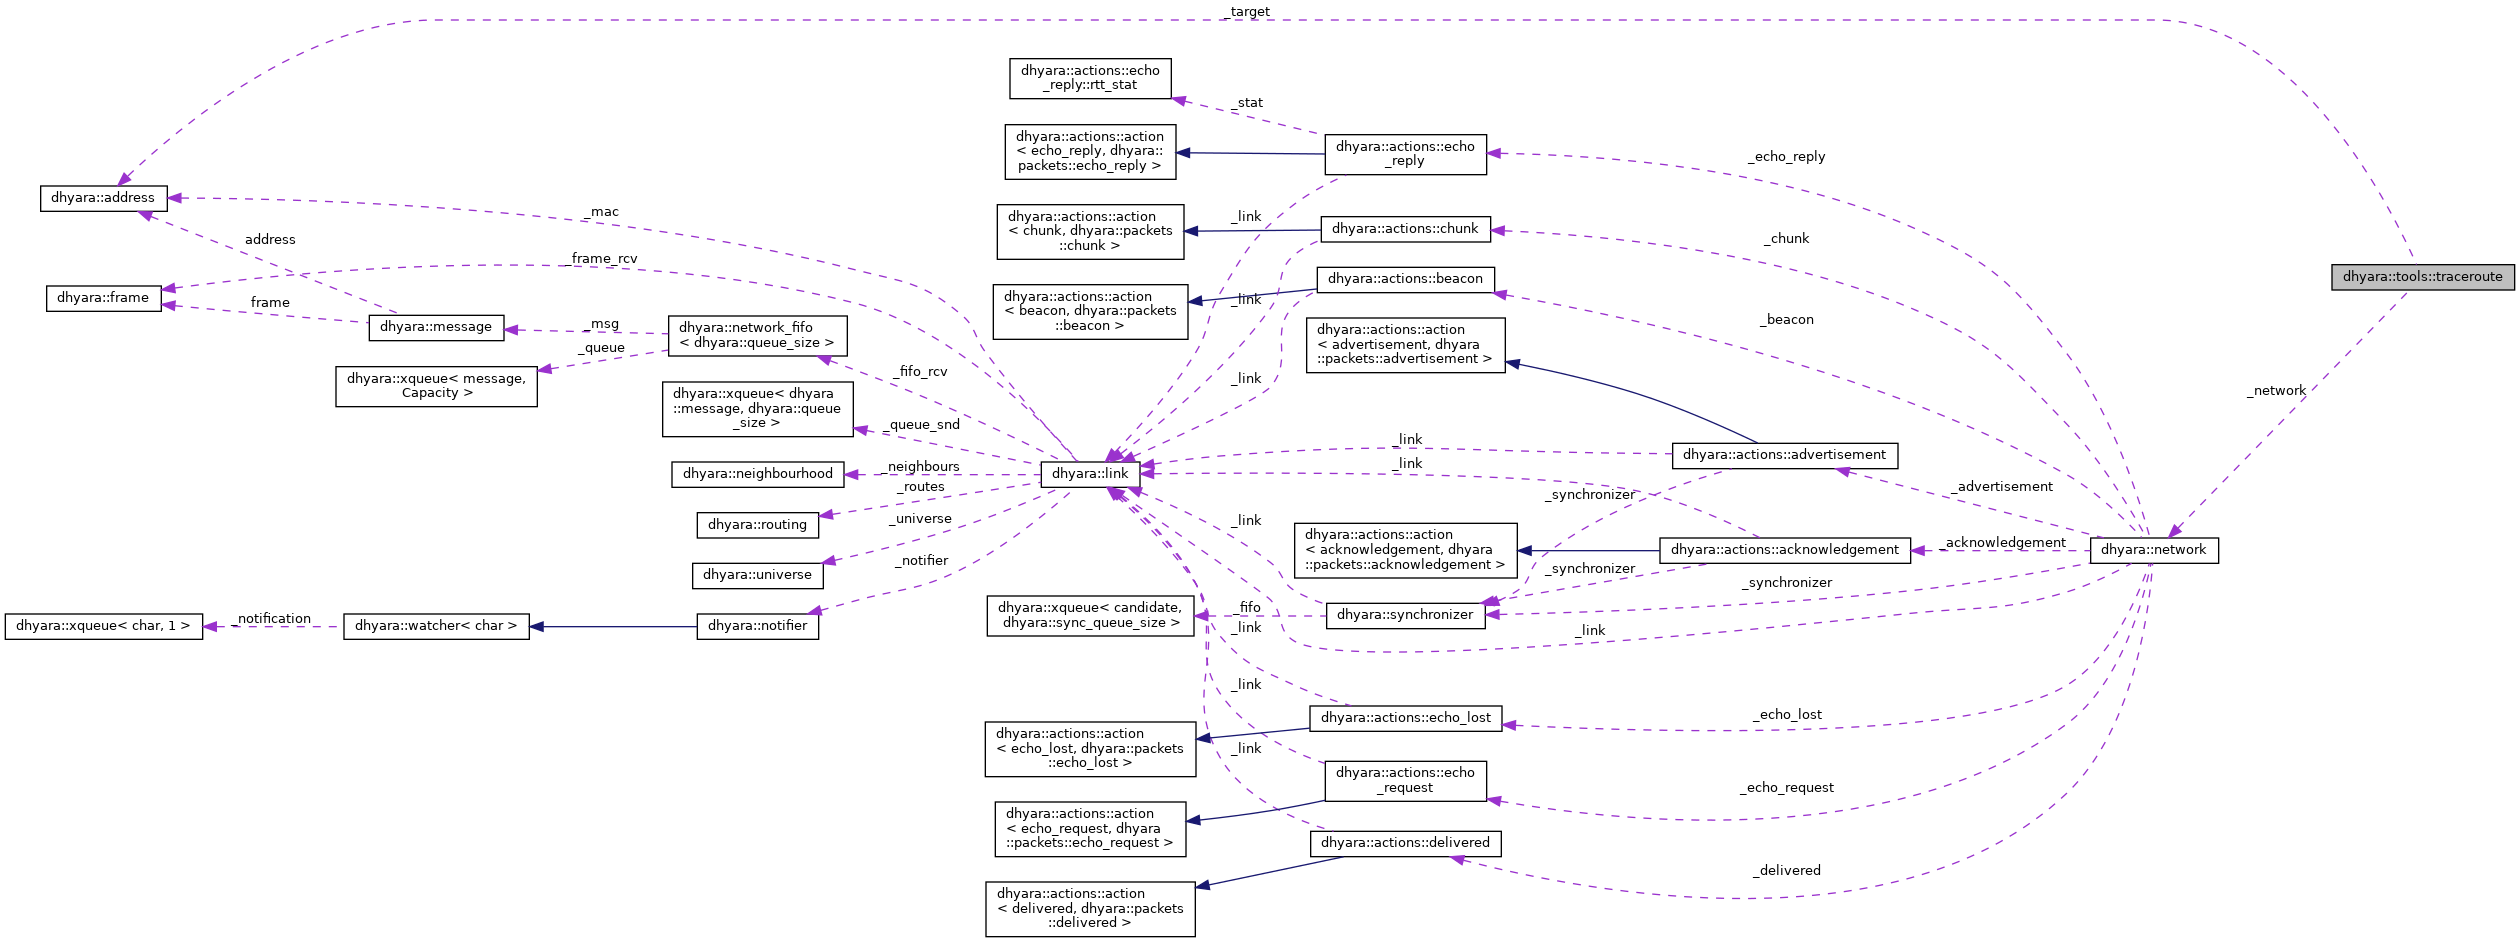 _target
dhyara::actions::echo
_reply::rtt_stat
_stat
dhyara::actions::action
< echo_reply, dhyara::
packets::echo_reply >
dhyara::actions::echo
_reply
_echo_reply
dhyara::address
_mac
dhyara::actions::action
< chunk, dhyara::packets
::chunk >
_link
dhyara::actions::chunk
_chunk
address
_frame_rcv
dhyara::actions::beacon
dhyara::tools::traceroute
dhyara::frame
frame
dhyara::actions::action
< beacon, dhyara::packets
::beacon >
_link
_beacon
dhyara::message
_msg
dhyara::network_fifo
< dhyara::queue_size >
_queue
dhyara::actions::action
< advertisement, dhyara
::packets::advertisement >
dhyara::xqueue< message,
Capacity >
_fifo_rcv
_link
_network
dhyara::xqueue< dhyara
::message, dhyara::queue
_size >
_queue_snd
_link
dhyara::actions::advertisement
_link
dhyara::neighbourhood
_neighbours
dhyara::link
_routes
_synchronizer
_advertisement
dhyara::routing
_universe
_link
dhyara::actions::action
< acknowledgement, dhyara
::packets::acknowledgement >
dhyara::actions::acknowledgement
_acknowledgement
dhyara::network
_notifier
_synchronizer
dhyara::universe
_synchronizer
dhyara::xqueue< char, 1 >
_notification
dhyara::watcher< char >
dhyara::notifier
dhyara::xqueue< candidate,
dhyara::sync_queue_size >
_fifo
dhyara::synchronizer
_link
_link
_link
dhyara::actions::echo_lost
_echo_lost
dhyara::actions::action
< echo_lost, dhyara::packets
::echo_lost >
_link
dhyara::actions::echo
_request
_echo_request
dhyara::actions::action
< echo_request, dhyara
::packets::echo_request >
dhyara::actions::delivered
_delivered
dhyara::actions::action
< delivered, dhyara::packets
::delivered >